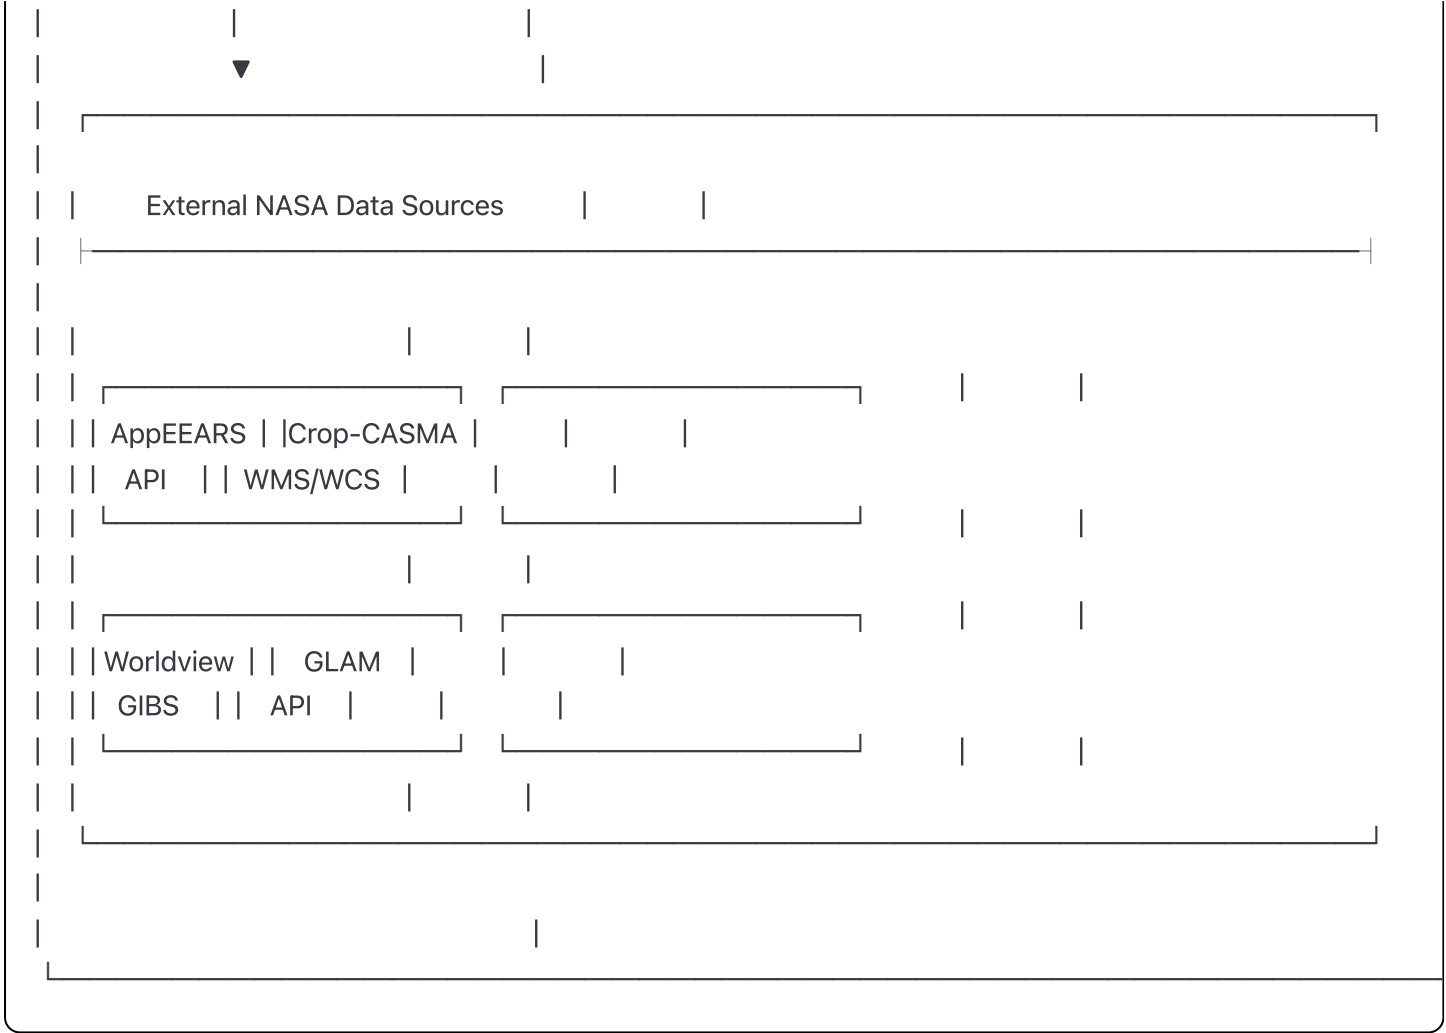 External NASA Data Sources
AppEEARS Crop-CASMA
API WMS/WCS
Worldview GLAM
GIBS API